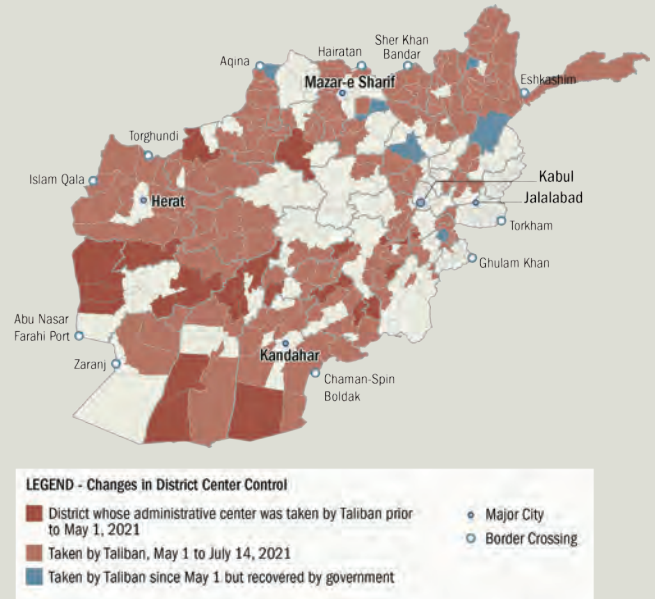 Hairatan
Sher Khan
Bandar
Aqina
Mazar-e Sharif
Eshkashim
Torghundi
Islam Qala
Herat
Kabul
Jalalabad
Torkham
Ghulam Khan
Abu Nasar
Farahi Port
Zaranj
Kandahar
Chaman-Spin
Boldak
LEGEND - Changes in District Center Control
District whose administrative center was taken by Taliban prior
to May 1, 2021
Taken by Taliban, May 1 to July 14, 2021
Taken by Taliban since May 1 but recovered by government
Major City
Border Crossing